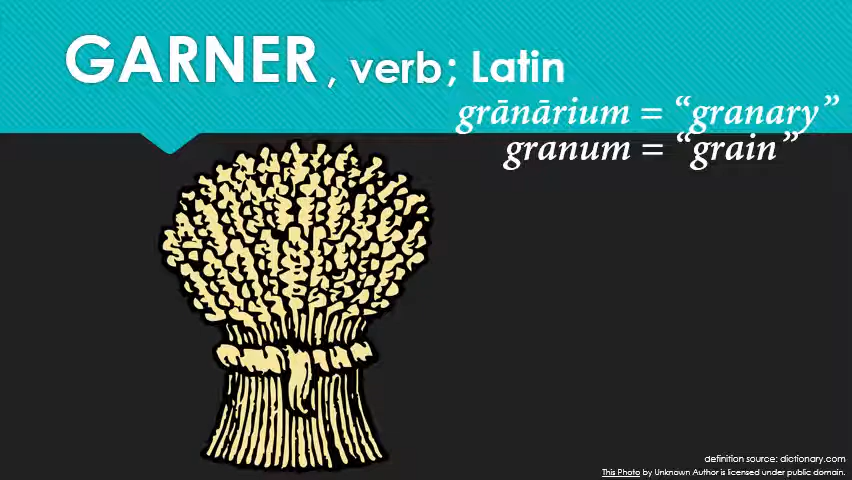 GARNER, verb; Latin
grānārium = “granary”
granum = “grain”
definition source: dictionary.com
This Photo by Unknown Author is licensed under public domain.